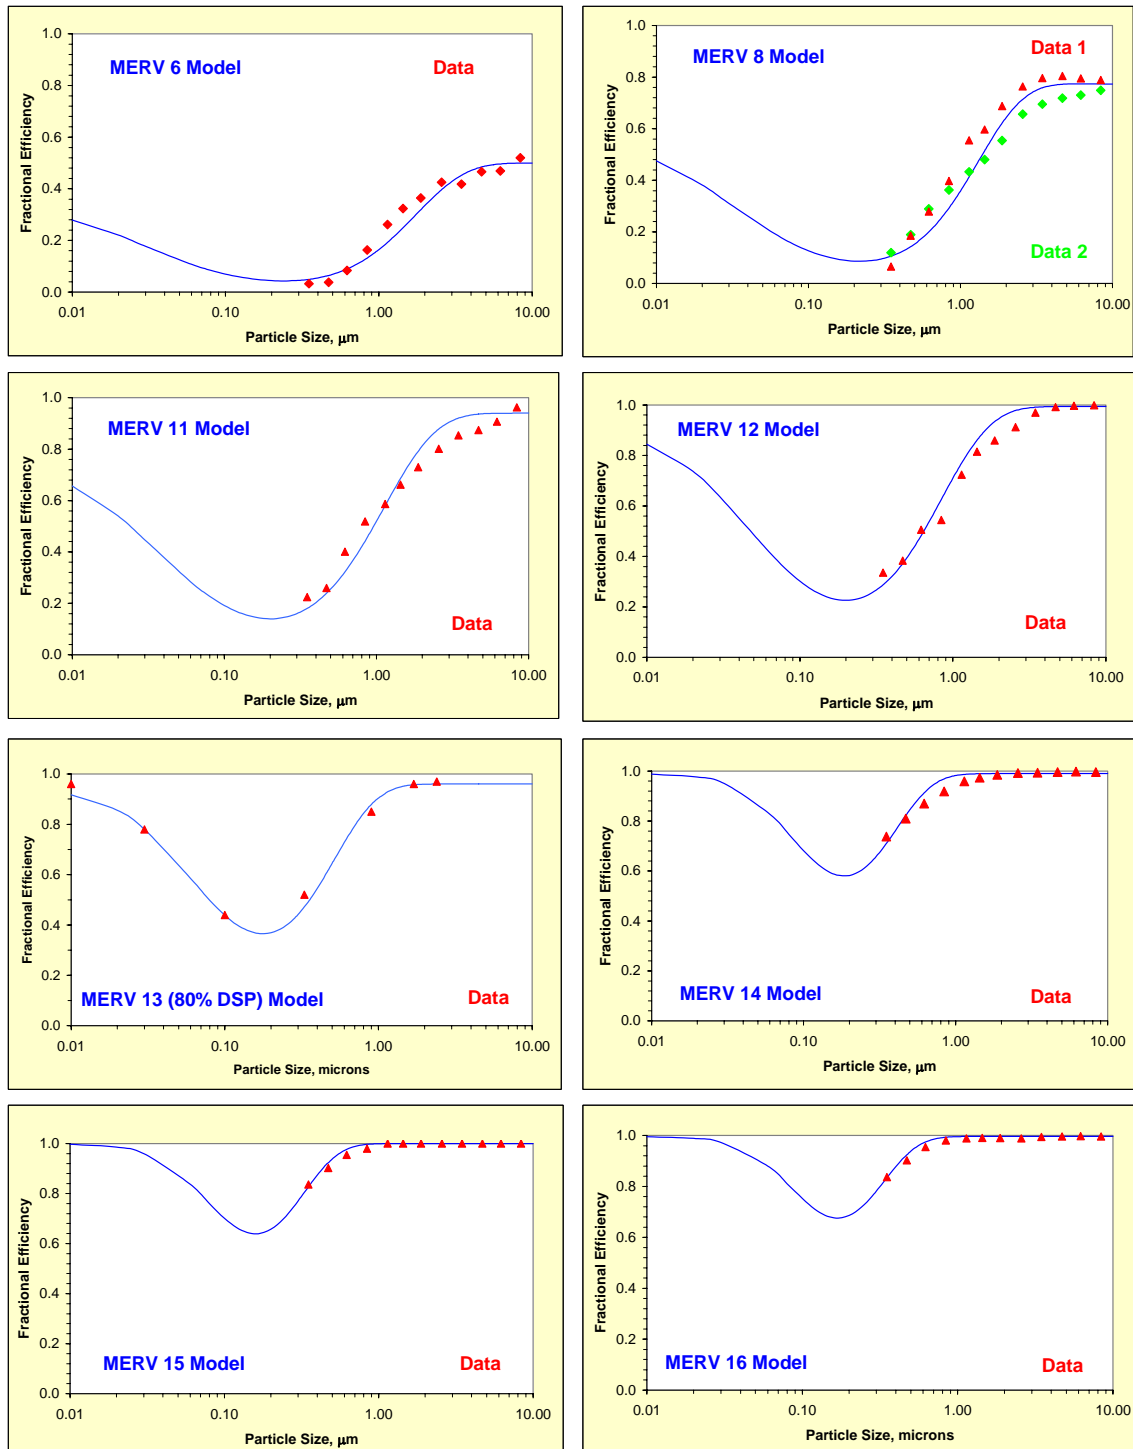 MERV 6 Model
Data
Fractional Efficiency
1.0
0.8
0.6
0.4
0.2
0.0
0.01
0.10
1.00
10.00
Particle Size, μm
MERV 8 Model
Data 1
Data 2
Fractional Efficiency
1.0
0.8
0.6
0.4
0.2
0.0
0.01
0.10
1.00
10.00
Particle Size, μm
MERV 11 Model
Data
Fractional Efficiency
1.0
0.8
0.6
0.4
0.2
0.0
0.01
0.10
1.00
10.00
Particle Size, μm
MERV 12 Model
Data
Fractional Efficiency
1.0
0.8
0.6
0.4
0.2
0.0
0.01
0.10
1.00
10.00
Particle Size, μm
MERV 13 (80% DSP) Model
Data
Fractional Efficiency
1.0
0.8
0.6
0.4
0.2
0.0
0.01
0.10
1.00
10.00
Particle Size, microns
MERV 14 Model
Data
Fractional Efficiency
1.0
0.8
0.6
0.4
0.2
0.0
0.01
0.10
1.00
10.00
Particle Size, μm
MERV 15 Model
Data
Fractional Efficiency
1.0
0.8
0.6
0.4
0.2
0.0
0.01
0.10
1.00
10.00
Particle Size, μm
MERV 16 Model
Data
Fractional Efficiency
1.0
0.8
0.6
0.4
0.2
0.0
0.01
0.10
1.00
10.00
Particle Size, microns